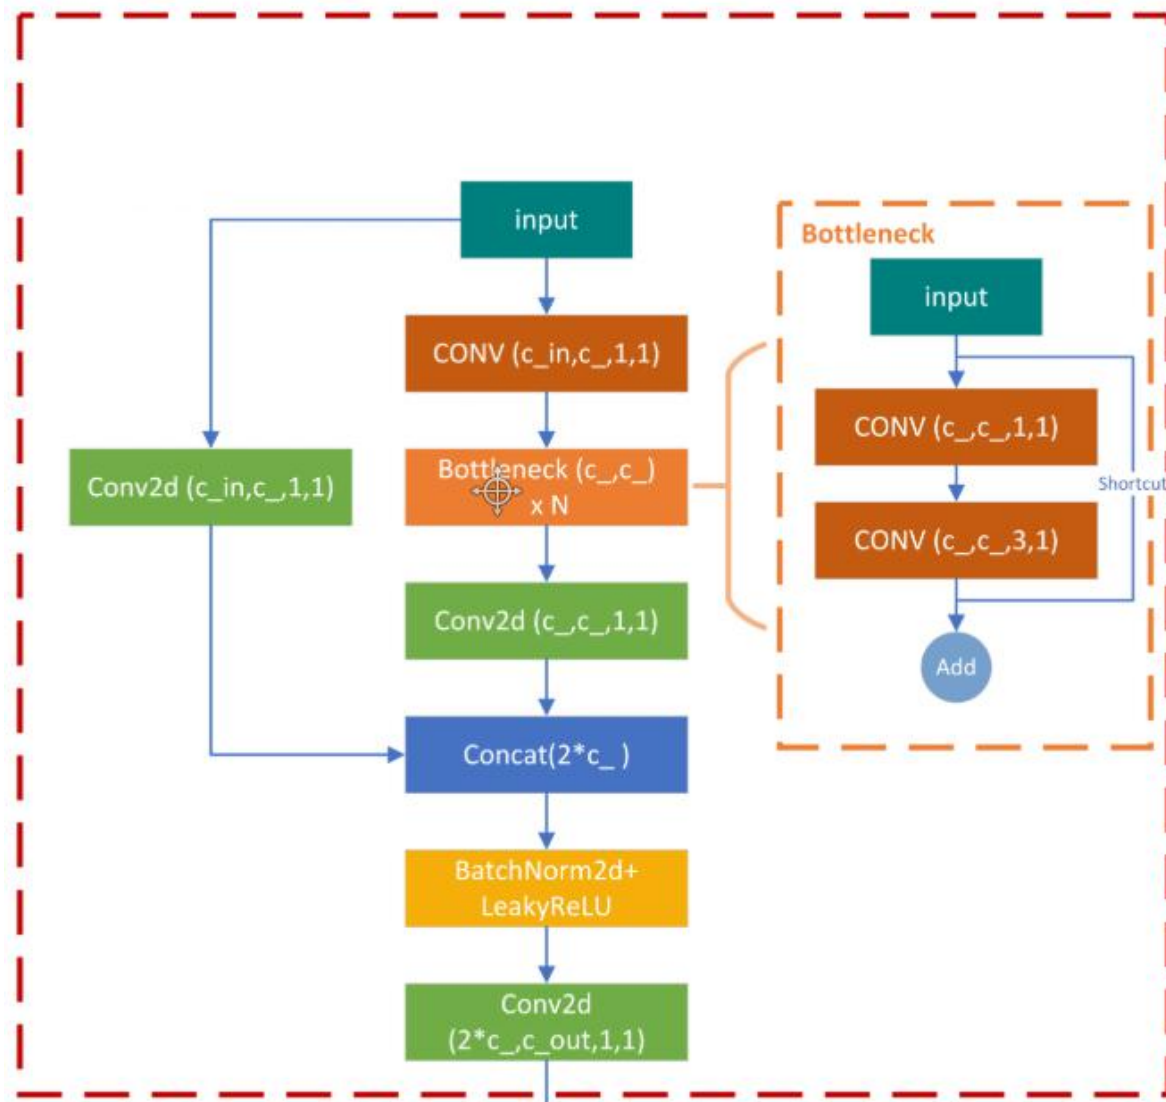 input
CONV (c_in,c_,1,1)
Conv2d (c_in,c_,1,1)
Bottleneck (c_,c_)
x N
Conv2d (c_,c_,1,1)
Concat(2*c_ )
BatchNorm2d+
LeakyReLU
Conv2d
(2*c_,c_out,1,1)
Bottleneck
input
CONV (c_,c_,1,1)
Shortcut
CONV (c_,c_,3,1)
Add